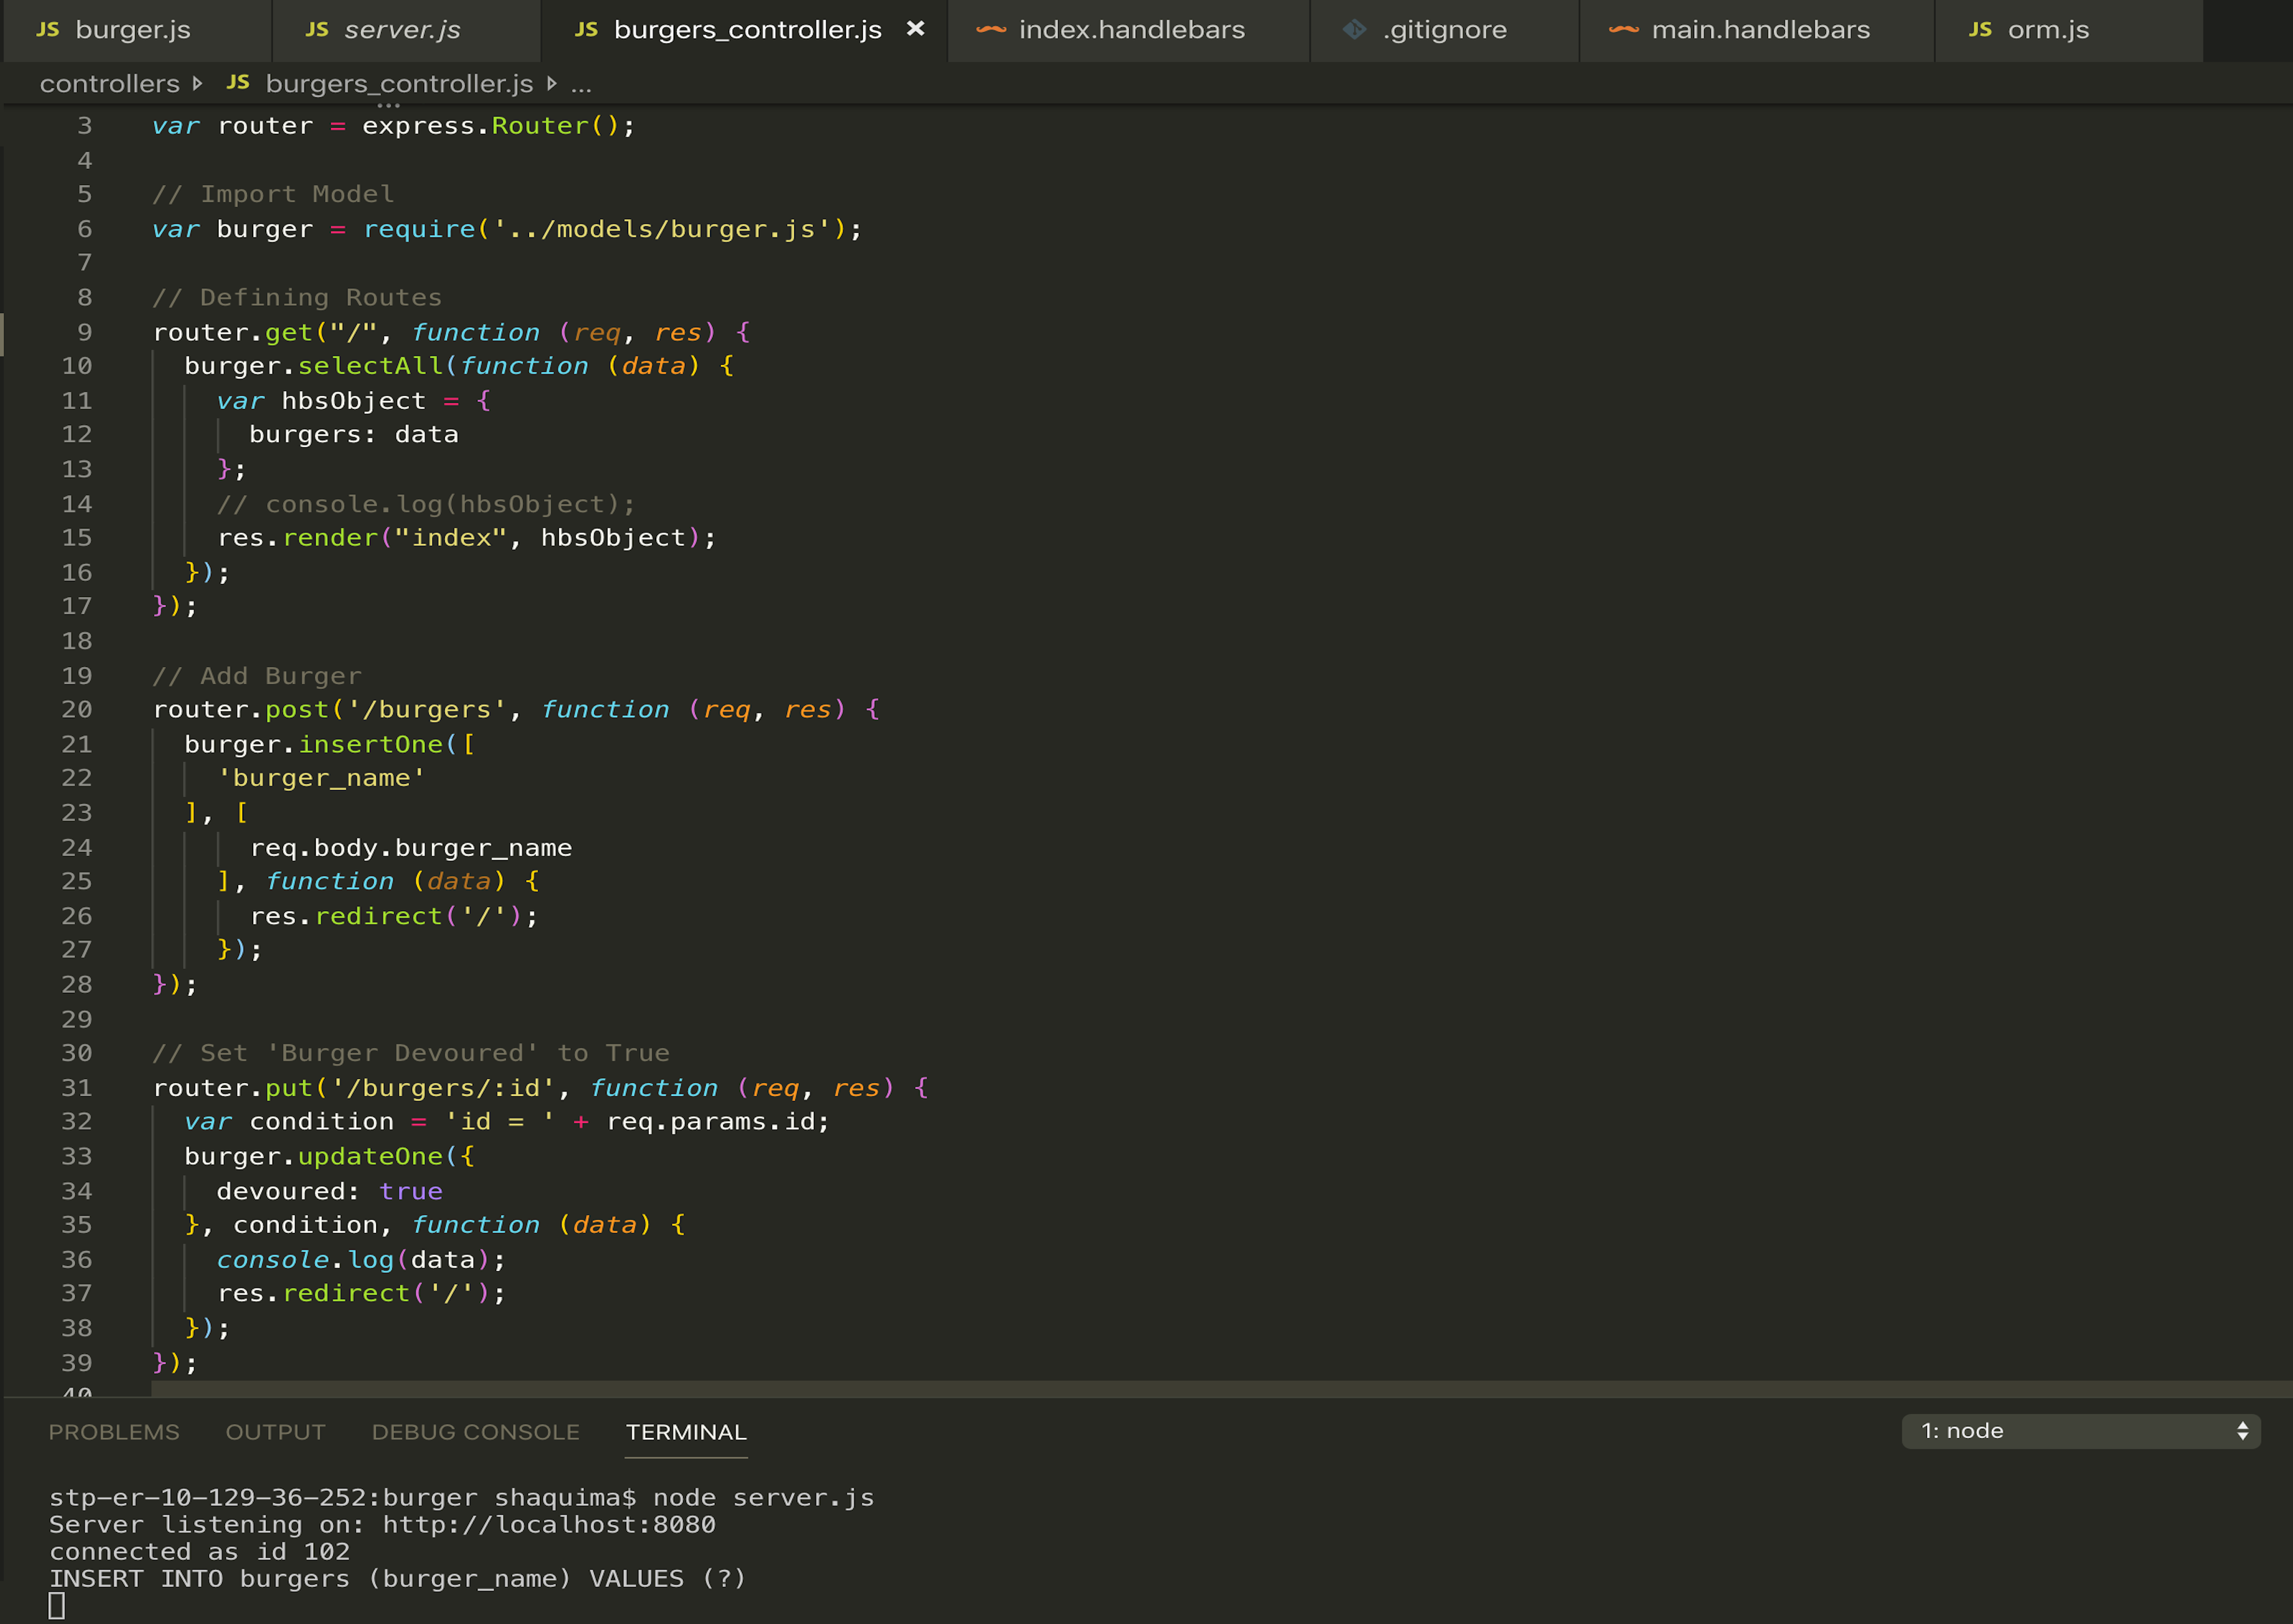 JS burger.js JS server.js JS burgers_controller.js × index.handlebars .gitignore main.handlebars JS orm.js
controllers JS burgers_controller.js ...
3 var router = express.Router();
4
5 // Import Model
6 var burger = require('../models/burger.js');
7
8 // Defining Routes
9 router.get("/", function (req, res) {
10 burger.selectAll(function (data) {
11 var hbsObject = {
12 burgers: data
13 };
14 // console.log(hbsObject);
15 res.render("index", hbsObject);
16 });
17 });
18
19 // Add Burger
20 router.post('/burgers', function (req, res) {
21 burger.insertOne([
22 'burger_name'
23 ], [
24 req.body.burger_name
25 ], function (data) {
26 res.redirect('/');
27 });
28 });
29
30 // Set 'Burger Devoured' to True
31 router.put('/burgers/:id', function (req, res) {
32 var condition = 'id = ' + req.params.id;
33 burger.updateOne({
34 devoured: true
35 }, condition, function (data) {
36 console.log(data);
37 res.redirect('/');
38 });
39 });
40
PROBLEMS OUTPUT DEBUG CONSOLE TERMINAL 1: node
stp-er-10-129-36-252:burger shaquima$ node server.js
Server listening on: http://localhost:8080
connected as id 102
INSERT INTO burgers (burger_name) VALUES (?)